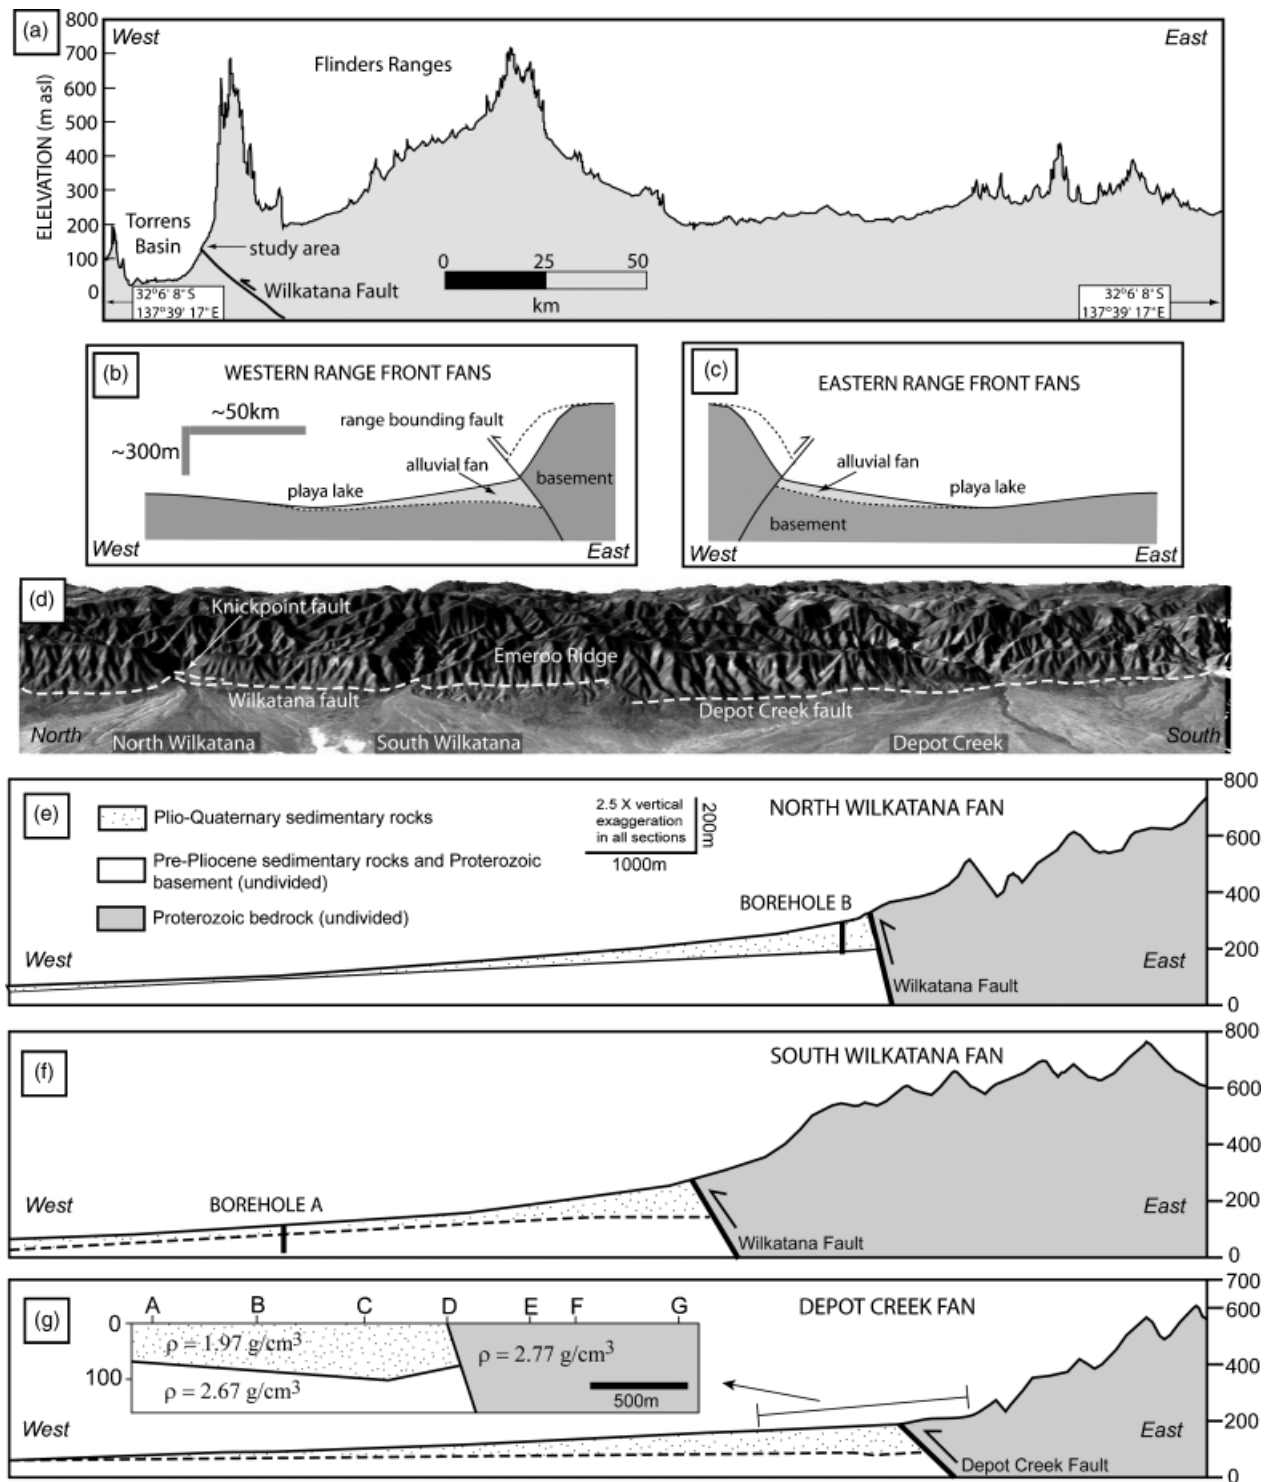 (a)
West
East
Flinders Ranges
ELEELVATION (m asl)
800
700
600
500
400
300
200
100
0
Torrens
Basin
study area
Wilkatana Fault
0 25 50
km
32°6' 8"S
137°39' 17"E
32°6' 8"S
137°39' 17"E
(b)
WESTERN RANGE FRONT FANS
~50km
~300m
range bounding fault
alluvial fan
basement
playa lake
West
East
(c)
EASTERN RANGE FRONT FANS
alluvial fan
playa lake
basement
West
East
(d)
Knickpoint fault
Emeroo Ridge
Wilkatana fault
Depot Creek fault
North
North Wilkatana
South Wilkatana
Depot Creek
South
(e)
Plio-Quaternary sedimentary rocks
Pre-Pliocene sedimentary rocks and Proterozoic
basement (undivided)
Proterozoic bedrock (undivided)
2.5 X vertical
exaggeration
in all sections
200m
1000m
NORTH WILKATANA FAN
BOREHOLE B
West
East
Wilkatana Fault
800
600
400
200
0
(f)
SOUTH WILKATANA FAN
West
BOREHOLE A
East
Wilkatana Fault
800
600
400
200
0
(g)
A B C D E F G
0
100
ρ = 1.97 g/cm³
ρ = 2.67 g/cm³
ρ = 2.77 g/cm³
500m
DEPOT CREEK FAN
West
East
Depot Creek Fault
700
600
400
200
0